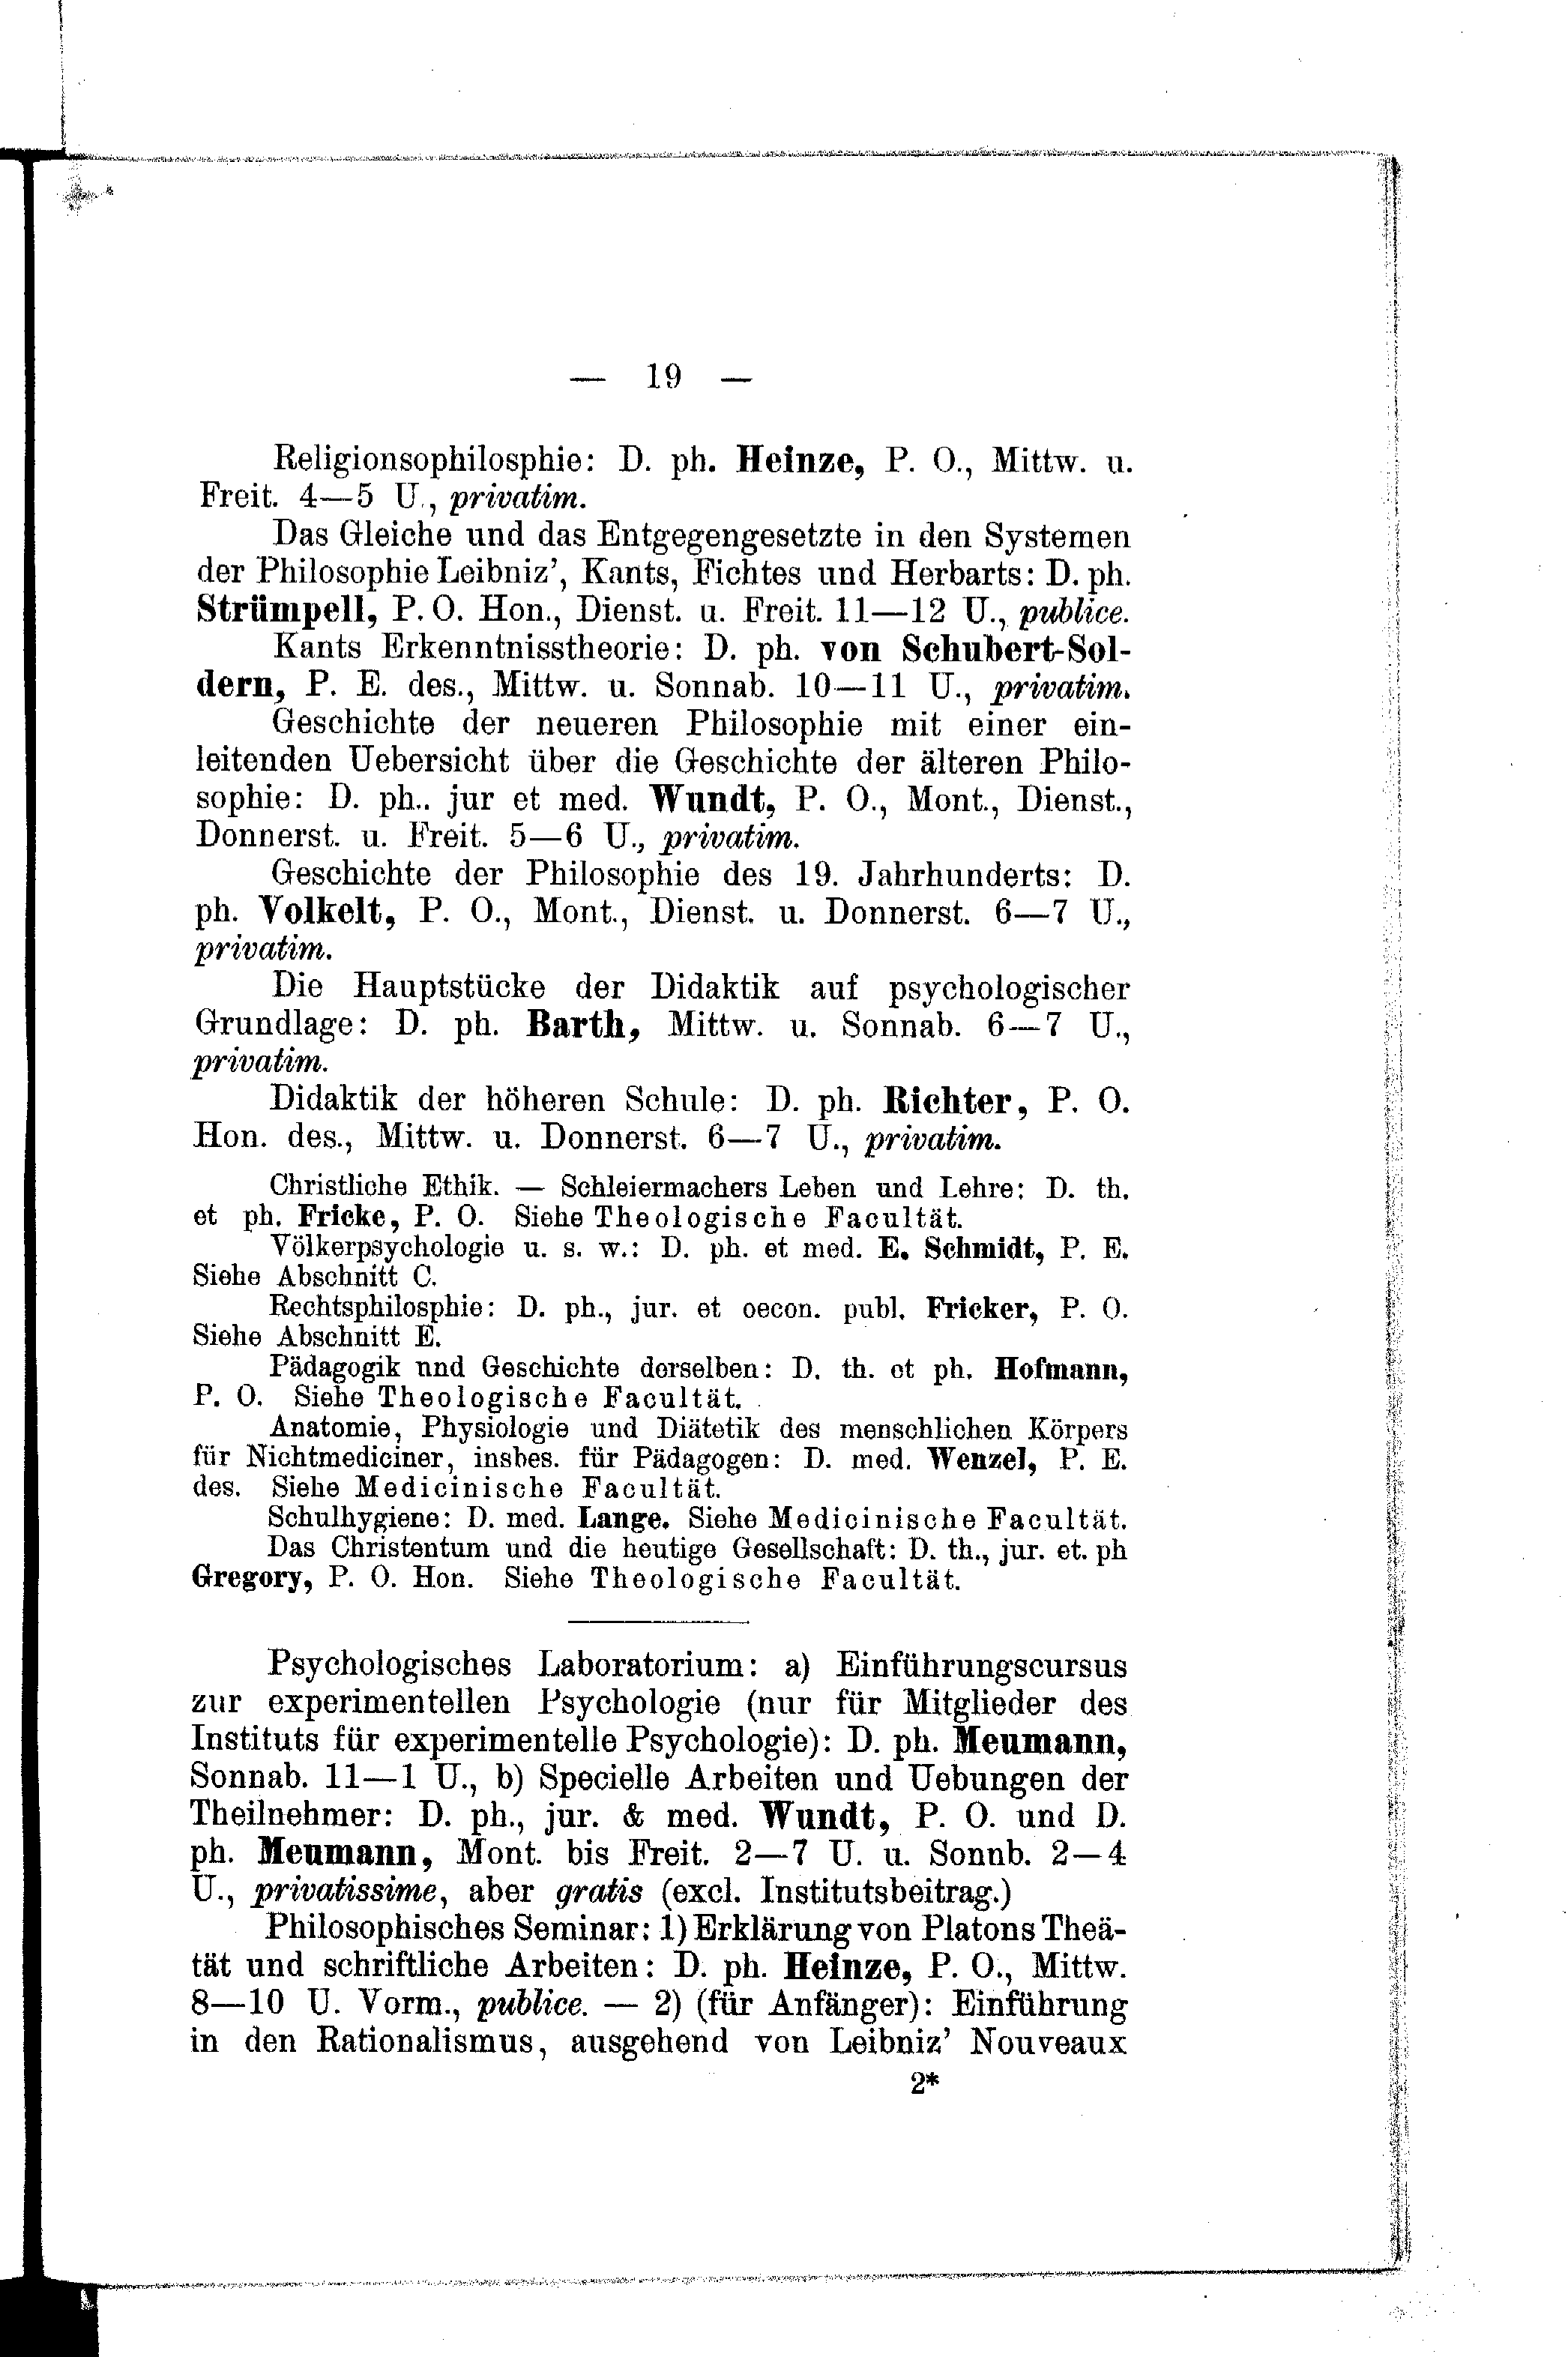 — 19 —
Religionsophilosphie: D. ph. Heinze, P. O., Mittw. u.
Freit. 4—5 U., privatim.
Das Gleiche und das Entgegengesetzte in den Systemen
der Philosophie Leibniz’, Kants, Fichtes und Herbarts: D. ph.
Strümpell, P. O. Hon., Dienst. u. Freit. 11—12 U., publice.
Kants Erkenntnisstheorie: D. ph. von Schubert-Sol-
dern, P. E. des., Mittw. u. Sonnab. 10—11 U., privatim.
Geschichte der neueren Philosophie mit einer ein-
leitenden Uebersicht über die Geschichte der älteren Philo-
sophie: D. ph.. jur et med. Wundt, P. O., Mont., Dienst.,
Donnerst. u. Freit. 5—6 U., privatim.
Geschichte der Philosophie des 19. Jahrhunderts: D.
ph. Volkelt, P. O., Mont., Dienst. u. Donnerst. 6—7 U.,
privatim.
Die Hauptstücke der Didaktik auf psychologischer
Grundlage: D. ph. Barth, Mittw. u. Sonnab. 6—7 U.,
privatim.
Didaktik der höheren Schule: D. ph. Richter, P. O.
Hon. des., Mittw. u. Donnerst. 6—7 U., privatim.
Christliche Ethik. — Schleiermachers Leben und Lehre: D. th.
et ph. Fricke, P. O. Siehe Theologische Facultät.
Völkerpsychologie u. s. w.: D. ph. et med. E. Schmidt, P. E.
Siehe Abschnitt C.
Rechtsphilosphie: D. ph., jur. et oecon. publ. Fricker, P. O.
Siehe Abschnitt E.
Pädagogik und Geschichte derselben: D. th. et ph. Hofmann,
P. O. Siehe Theologische Facultät.
Anatomie, Physiologie und Diätetik des menschlichen Körpers
für Nichtmediciner, insbes. für Pädagogen: D. med. Wenzel, P. E.
des. Siehe Medicinische Facultät.
Schulhygiene: D. med. Lange. Siehe Medicinische Facultät.
Das Christentum und die heutige Gesellschaft: D. th., jur. et. ph
Gregory, P. O. Hon. Siehe Theologische Facultät.
Psychologisches Laboratorium: a) Einführungscursus
zur experimentellen Psychologie (nur für Mitglieder des
Instituts für experimentelle Psychologie): D. ph. Meumann,
Sonnab. 11—1 U., b) Specielle Arbeiten und Uebungen der
Theilnehmer: D. ph., jur. & med. Wundt, P. O. und D.
ph. Meumann, Mont. bis Freit. 2—7 U. u. Sonnb. 2—4
U., privatissime, aber gratis (excl. Institutsbeitrag.)
Philosophisches Seminar: 1) Erklärung von Platons Theä-
tät und schriftliche Arbeiten: D. ph. Heinze, P. O., Mittw.
8—10 U. Vorm., publice. — 2) (für Anfänger): Einführung
in den Rationalismus, ausgehend von Leibniz’ Nouveaux
2*